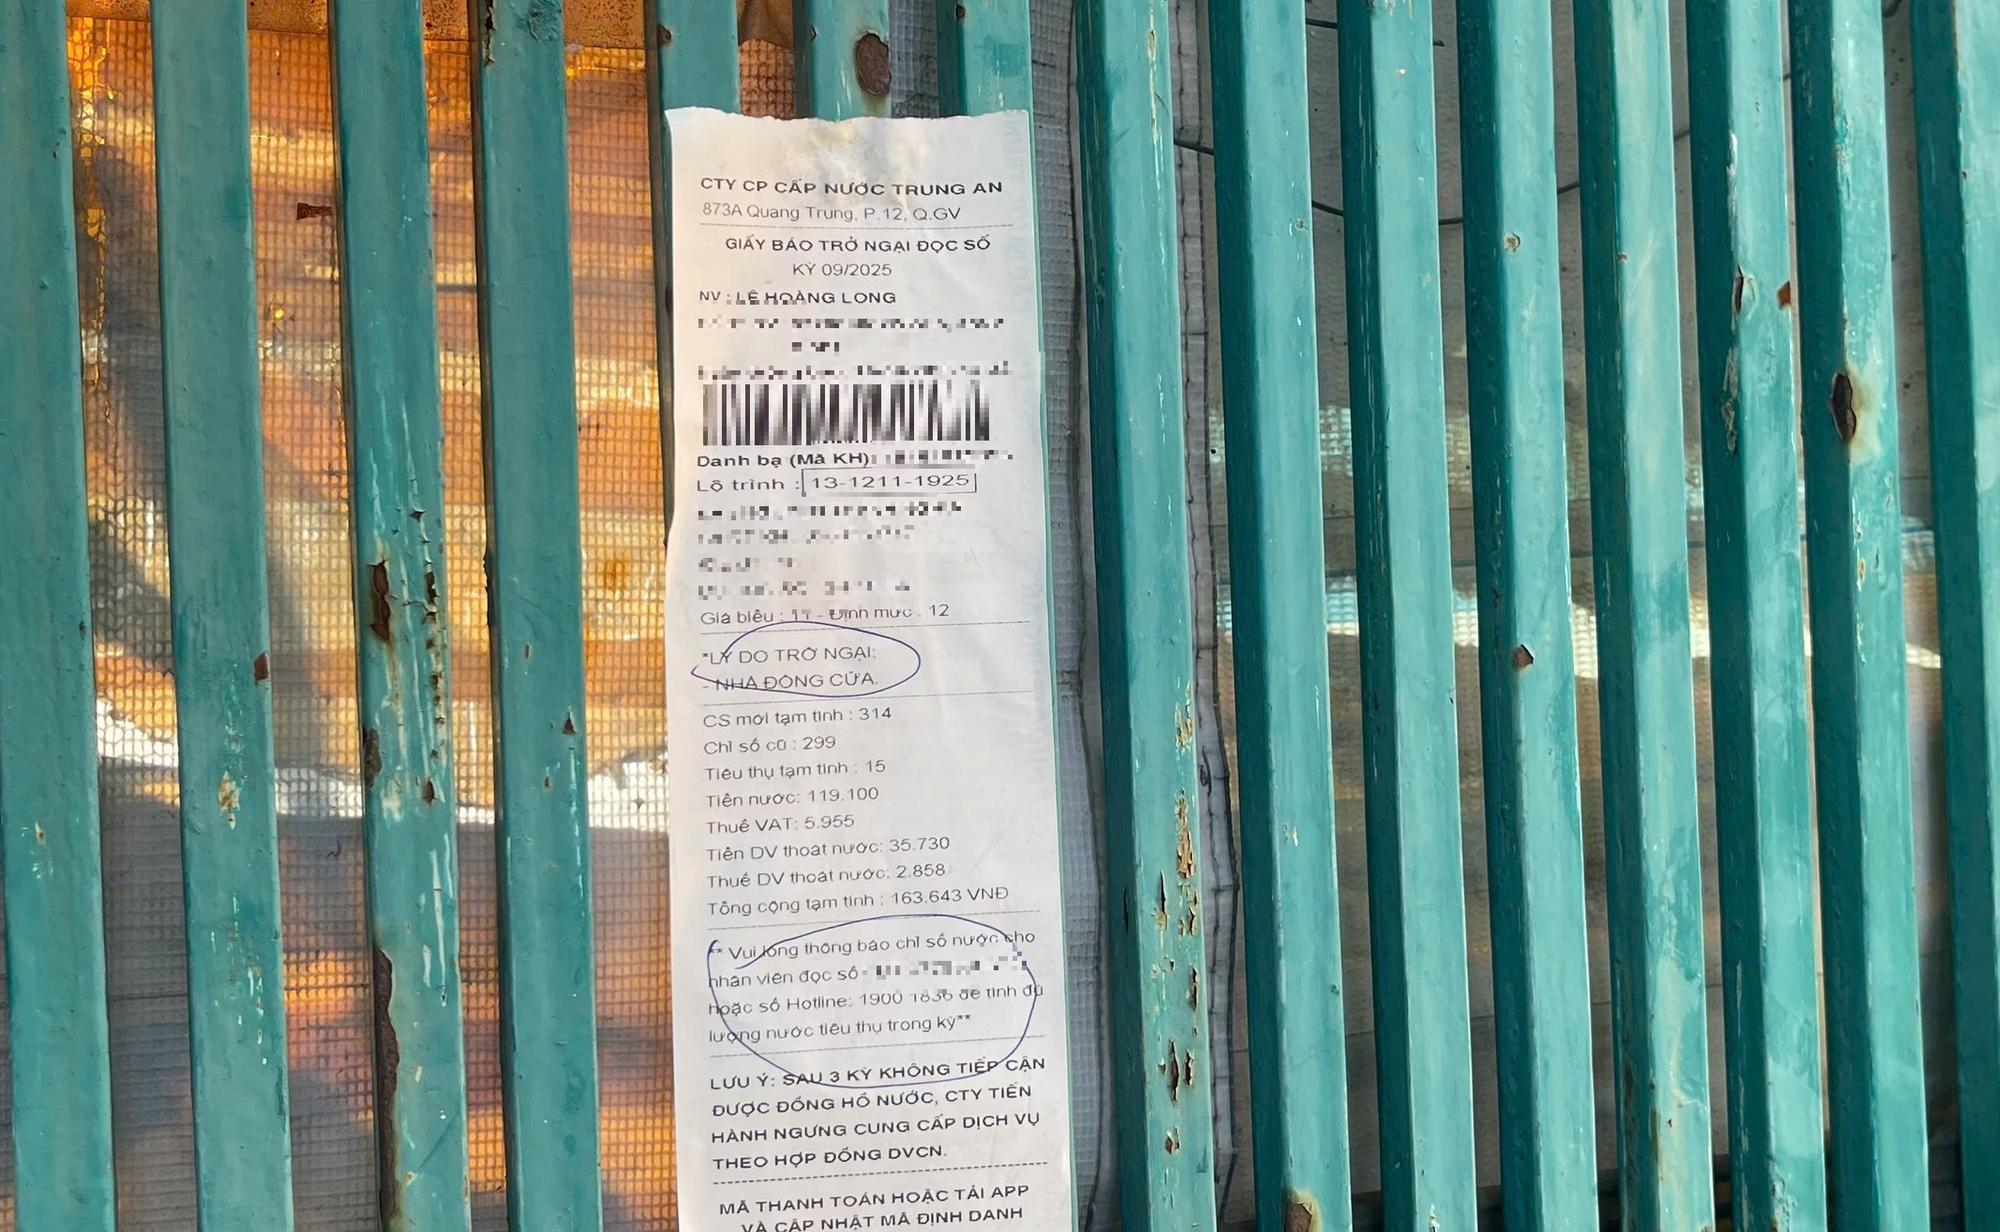 CTY CP CẤP NƯỚC TRUNG AN
873A Quang Trung, P.12, Q.GV
GIẤY BÁO TRỞ NGẠI ĐỌC SỐ
KỲ 09/2025
NV : LÊ HOÀNG LONG
Danh bạ (Mã KH):
Lộ trình : 13-1211-1925
Giá biểu : 11 - Định mức : 12
*LÝ DO TRỞ NGẠI:
- NHÀ ĐÓNG CỬA.
CS mới tạm tính : 314
Chỉ số cũ : 299
Tiêu thụ tạm tính : 15
Tiền nước: 119.100
Thuế VAT: 5.955
Tiền DV thoát nước: 35.730
Thuế DV thoát nước: 2.858
Tổng cộng tạm tính : 163.643 VNĐ
** Vui lòng thông báo chỉ số nước cho
nhân viên đọc số
hoặc số Hotline: 1900 1836 để tính đủ
lượng nước tiêu thụ trong kỳ**
LƯU Ý: SAU 3 KỲ KHÔNG TIẾP CẬN
ĐƯỢC ĐỒNG HỒ NƯỚC, CTY TIẾN
HÀNH NGƯNG CUNG CẤP DỊCH VỤ
THEO HỢP ĐỒNG DVCN.
MÃ THANH TOÁN HOẶC TẢI APP
VÀ CẬP NHẬT MÃ ĐỊNH DANH